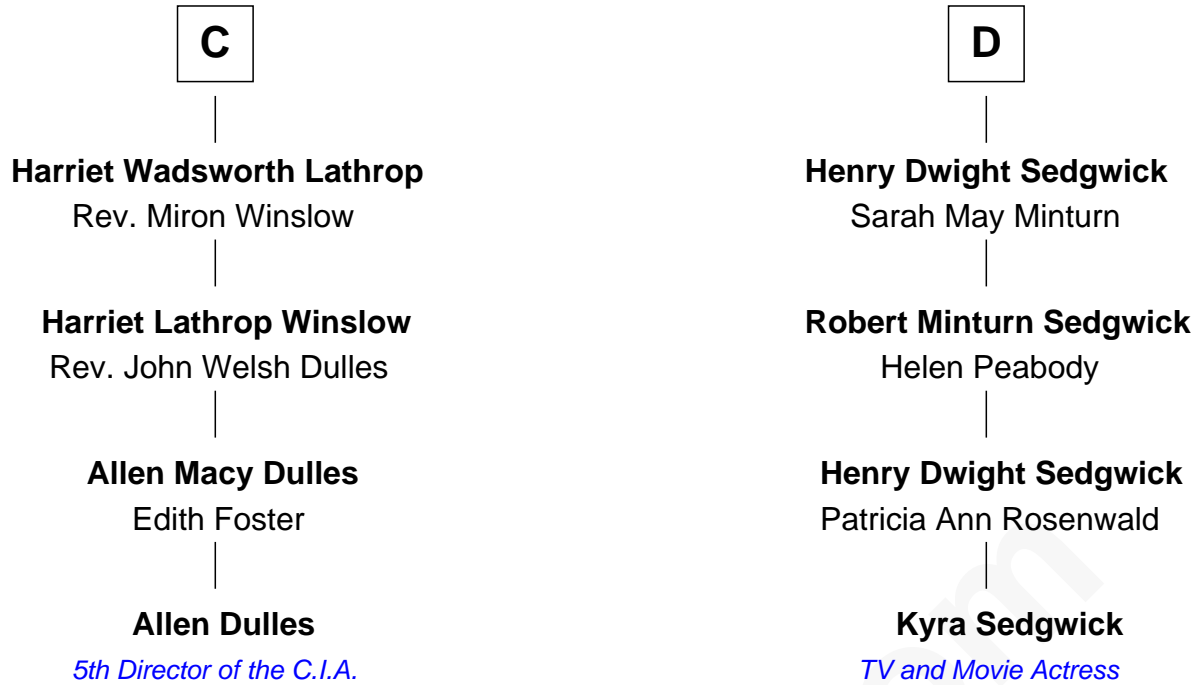 C
Harriet Wadsworth Lathrop
Rev. Miron Winslow
Harriet Lathrop Winslow
Rev. John Welsh Dulles
Allen Macy Dulles
Edith Foster
Allen Dulles
5th Director of the C.I.A.
D
Henry Dwight Sedgwick
Sarah May Minturn
Robert Minturn Sedgwick
Helen Peabody
Henry Dwight Sedgwick
Patricia Ann Rosenwald
Kyra Sedgwick
TV and Movie Actress